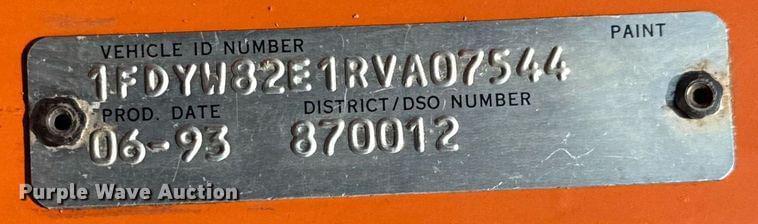 VEHICLE ID NUMBER PAINT
1FDYW82E1RVA07544
PROD. DATE DISTRICT/DSO NUMBER
06-93 870012
Purple Wave Auction